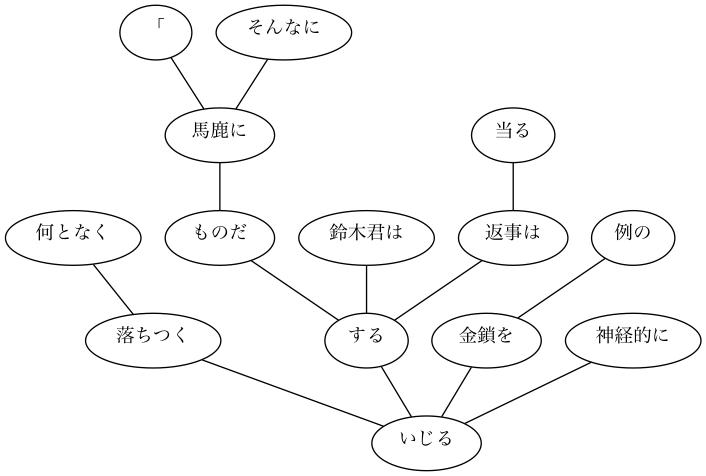 「
そんなに
馬鹿に
当る
何となく
ものだ
鈴木君は
返事は
例の
落ちつく
する
金鎖を
神経的に
いじる